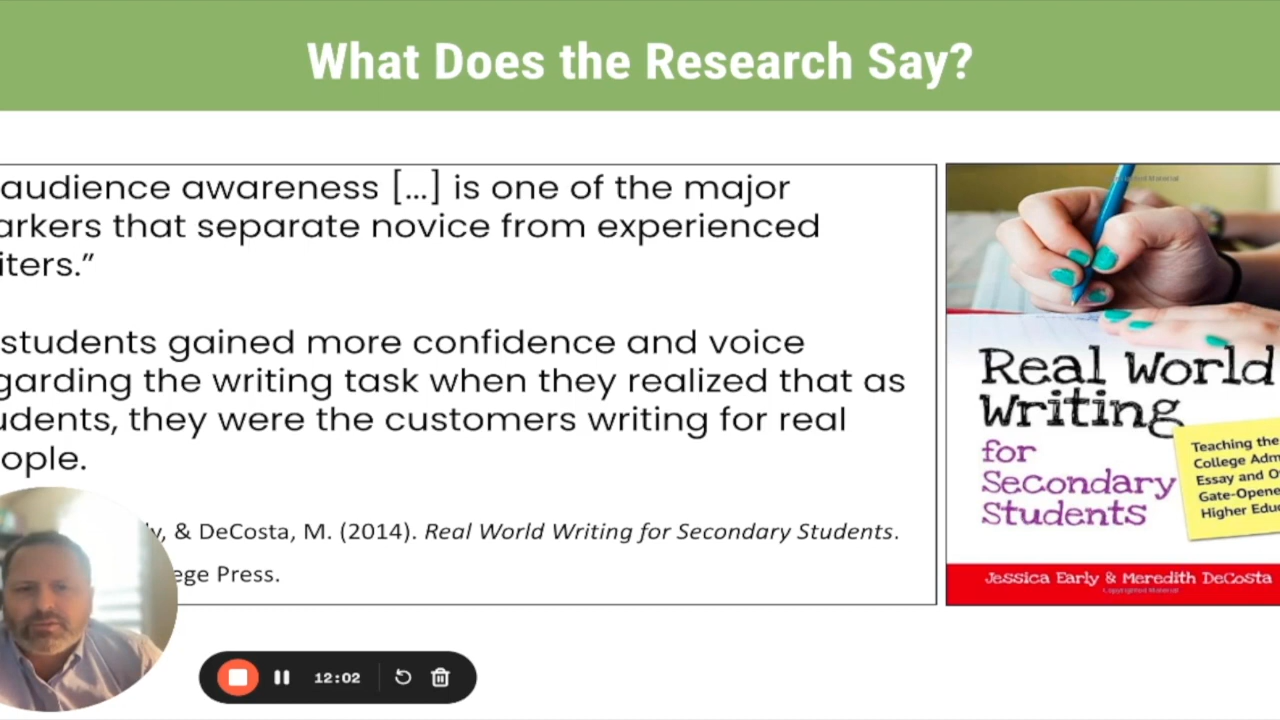 What Does the Research Say?
audience awareness [...] is one of the major
arkers that separate novice from experienced
iters.”
students gained more confidence and voice
garding the writing task when they realized that as
udents, they were the customers writing for real
ople.
y, & DeCosta, M. (2014). Real World Writing for Secondary Students.
ege Press.
Real World
Writing
for
Secondary
Students
Teaching the
College Adm
Essay and O
Gate-Opene
Higher Edu
Jessica Early & Meredith DeCosta
Copyrighted Material
12:02